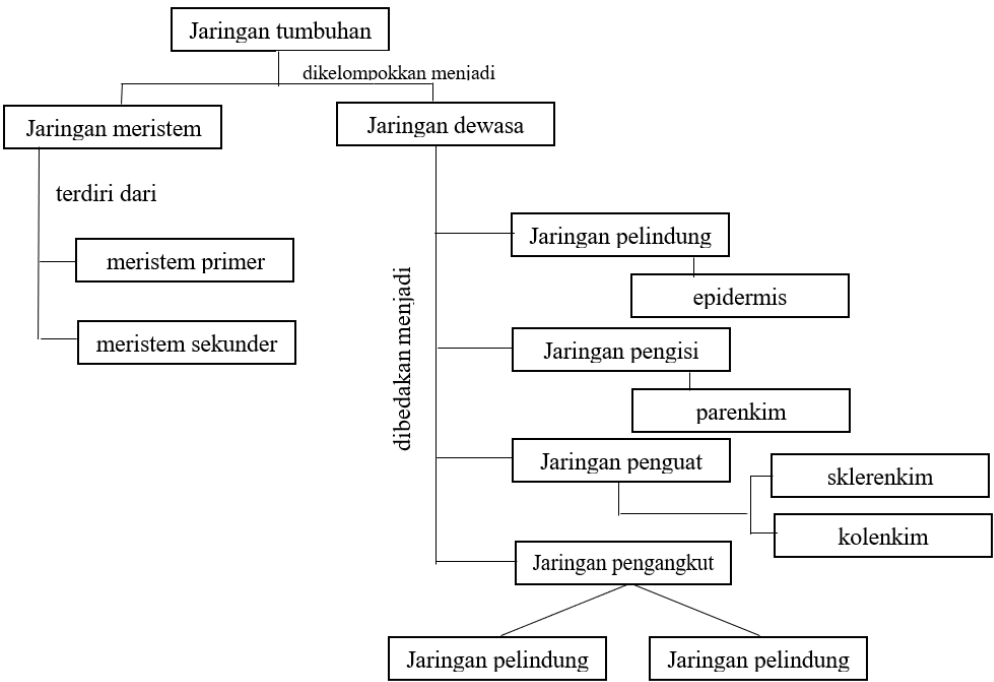 Jaringan tumbuhan
dikelompokkan menjadi
Jaringan meristem
Jaringan dewasa
terdiri dari
meristem primer
meristem sekunder
dibedakan menjadi
Jaringan pelindung
epidermis
Jaringan pengisi
parenkim
Jaringan penguat
sklerenkim
kolenkim
Jaringan pengangkut
Jaringan pelindung
Jaringan pelindung